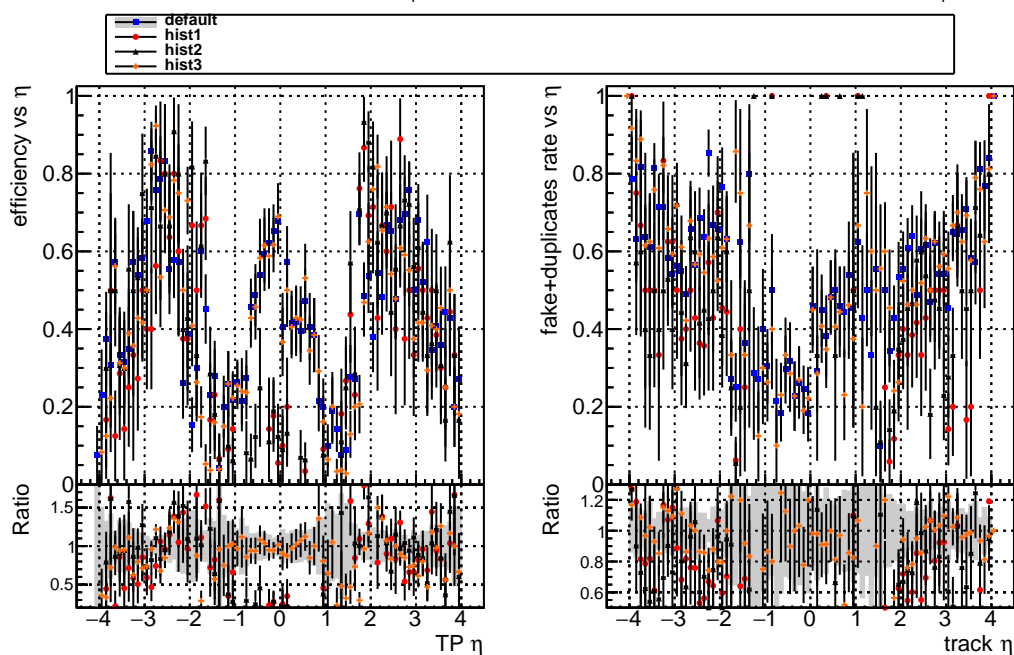 default
hist1
hist2
hist3
efficiency vs η
1
0.8
0.6
0.4
0.2
0
Ratio
1.5
1
0.5
−4 −3 −2 −1 0 1 2 3 4
TP η
fake+duplicates rate vs η
1
0.8
0.6
0.4
0.2
0
Ratio
1.2
1
0.8
0.6
−4 −3 −2 −1 0 1 2 3 4
track η